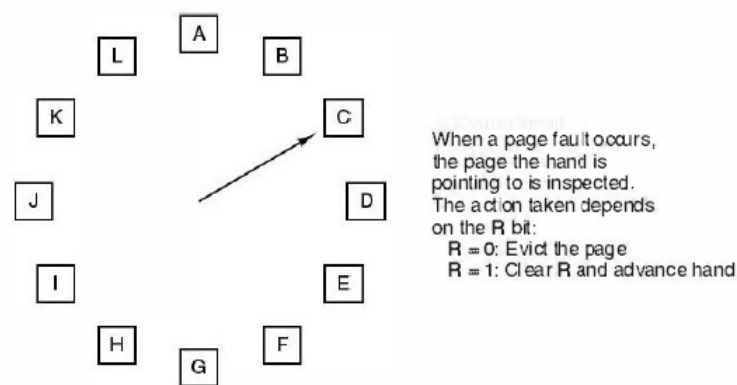 A
L
B
K
C
J
D
I
E
H
F
G
When a page fault occurs,
the page the hand is
pointing to is inspected.
The action taken depends
on the R bit:
R = 0: Evict the page
R = 1: Clear R and advance hand